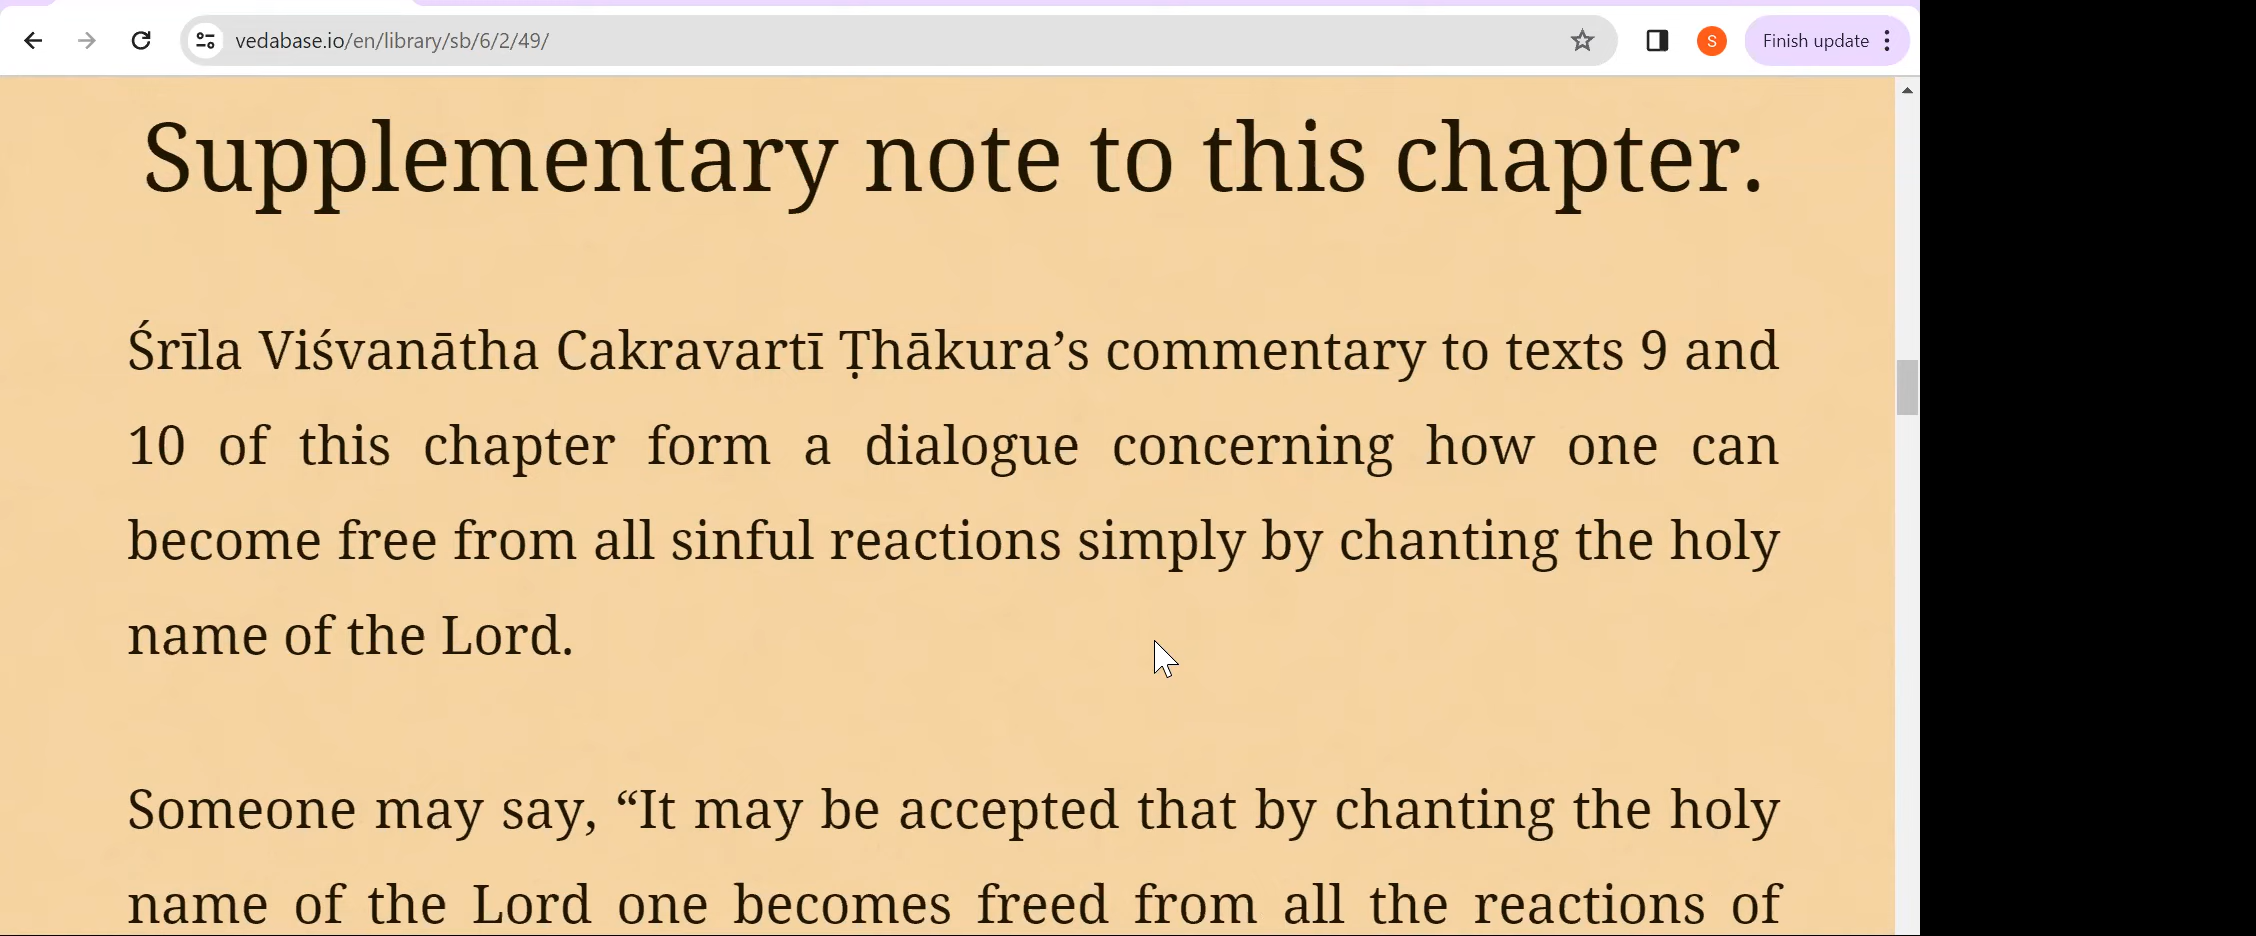 vedabase.io/en/library/sb/6/2/49/
S
Finish update
Supplementary note to this chapter.
Śrīla Viśvanātha Cakravartī Ṭhākura’s commentary to texts 9 and
10 of this chapter form a dialogue concerning how one can
become free from all sinful reactions simply by chanting the holy
name of the Lord.
Someone may say, “It may be accepted that by chanting the holy
name of the Lord one becomes freed from all the reactions of